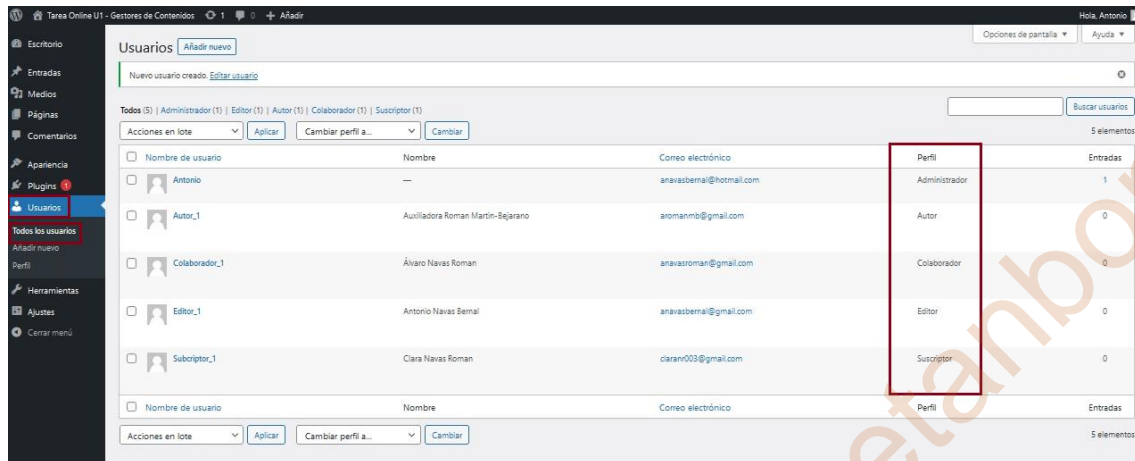 Tarea Online U1 - Gestores de Contenidos 1 0 Añadir Hola, Antonio
Opciones de pantalla Ayuda
Escritorio
Entradas
Medios
Páginas
Comentarios
Apariencia
Plugins 1
Usuarios
Todos los usuarios
Añadir nuevo
Perfil
Herramientas
Ajustes
Cerrar menú
Usuarios Añadir nuevo
Nuevo usuario creado. Editar usuario
Todos (5) | Administrador (1) | Editor (1) | Autor (1) | Colaborador (1) | Suscriptor (1)
Buscar usuarios
Acciones en lote Aplicar Cambiar perfil a... Cambiar 5 elementos
Nombre de usuario Nombre Correo electrónico Perfil Entradas
Antonio — anavasbernal@hotmail.com Administrador 1
Autor_1 Auxiliadora Roman Martin-Bejarano aromanmb@gmail.com Autor 0
Colaborador_1 Álvaro Navas Roman anavasroman@gmail.com Colaborador 0
Editor_1 Antonio Navas Bernal anavasbernal@gmail.com Editor 0
Subcriptor_1 Clara Navas Roman claranr003@gmail.com Suscriptor 0
Nombre de usuario Nombre Correo electrónico Perfil Entradas
Acciones en lote Aplicar Cambiar perfil a... Cambiar 5 elementos